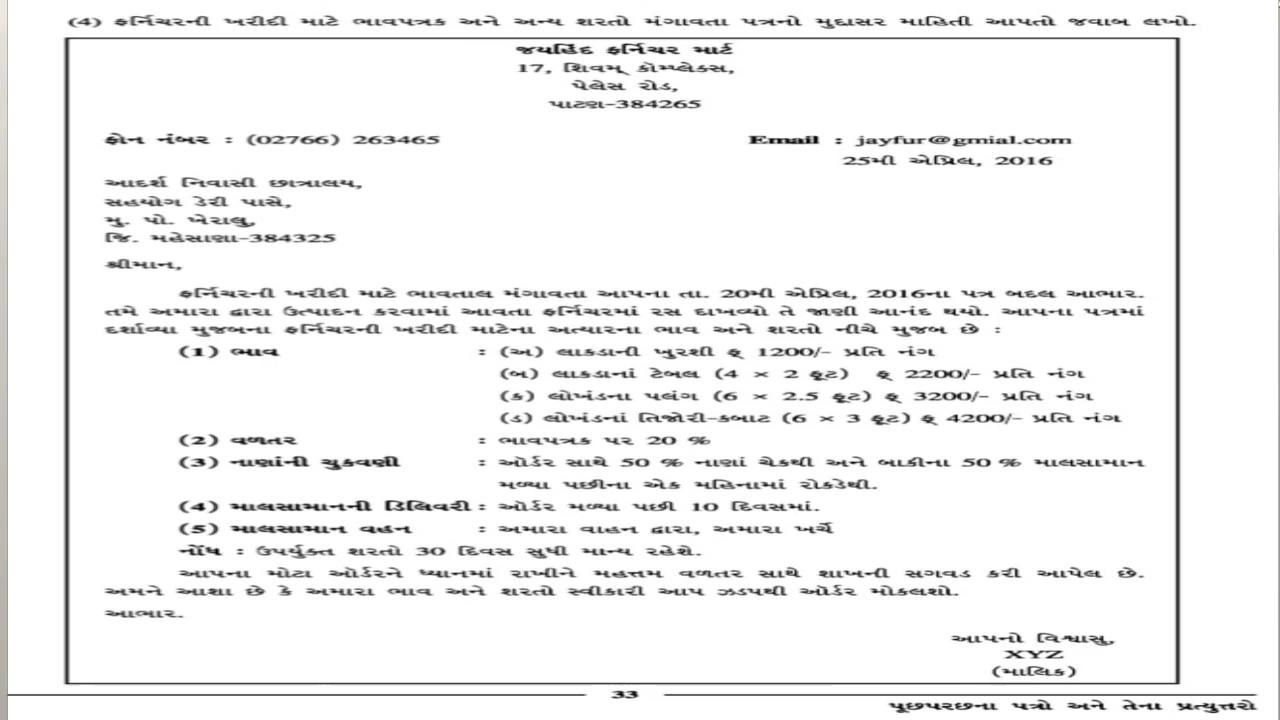 (4) ફર્નિચરની ખરીદી માટે ભાવપત્રક અને અન્ય શરતો મંગાવતા પત્રનો મુદ્દાસર માહિતી આપતો જવાબ લખો.
જયહિંદ ફર્નિચર માર્ટ
17, શિવમ્ કૉમ્પ્લેક્સ,
પેલેસ રોડ,
પાટણ-384265
ફોન નંબર : (02766) 263465 Email : jayfur@gmial.com
25મી એપ્રિલ, 2016
આદર્શ નિવાસી છાત્રાલય,
સહયોગ ડેરી પાસે,
મુ. પો. ખેરાલુ,
જિ. મહેસાણા-384325
શ્રીમાન,
ફર્નિચરની ખરીદી માટે ભાવતાલ મંગાવતા આપના તા. 20મી એપ્રિલ, 2016ના પત્ર બદલ આભાર.
તમે અમારા દ્વારા ઉત્પાદન કરવામાં આવતા ફર્નિચરમાં રસ દાખવ્યો તે જાણી આનંદ થયો. આપના પત્રમાં
દર્શાવ્યા મુજબના ફર્નિચરની ખરીદી માટેના અત્યારના ભાવ અને શરતો નીચે મુજબ છે :
(1) ભાવ : (અ) લાકડાની ખુરશી રૂ 1200/- પ્રતિ નંગ
(બ) લાકડાનાં ટેબલ (4 × 2 ફૂટ) રૂ 2200/- પ્રતિ નંગ
(ક) લોખંડના પલંગ (6 × 2.5 ફૂટ) રૂ 3200/- પ્રતિ નંગ
(ડ) લોખંડનાં તિજોરી-કબાટ (6 × 3 ફૂટ) રૂ 4200/- પ્રતિ નંગ
(2) વળતર : ભાવપત્રક પર 20 %
(3) નાણાંની ચુકવણી : ઑર્ડર સાથે 50 % નાણાં ચેકથી અને બાકીના 50 % માલસામાન
મળ્યા પછીના એક મહિનામાં રોકડેથી.
(4) માલસામાનની ડિલિવરી : ઑર્ડર મળ્યા પછી 10 દિવસમાં.
(5) માલસામાન વહન : અમારા વાહન દ્વારા, અમારા ખર્ચે
નોંધ : ઉપર્યુક્ત શરતો 30 દિવસ સુધી માન્ય રહેશે.
આપના મોટા ઑર્ડરને ધ્યાનમાં રાખીને મહત્તમ વળતર સાથે શાખની સગવડ કરી આપેલ છે.
અમને આશા છે કે અમારા ભાવ અને શરતો સ્વીકારી આપ ઝડપથી ઑર્ડર મોકલશો.
આભાર.
આપનો વિશ્વાસુ,
XYZ
(માલિક)
33
પૂછપરછના પત્રો અને તેના પ્રત્યુત્તરો